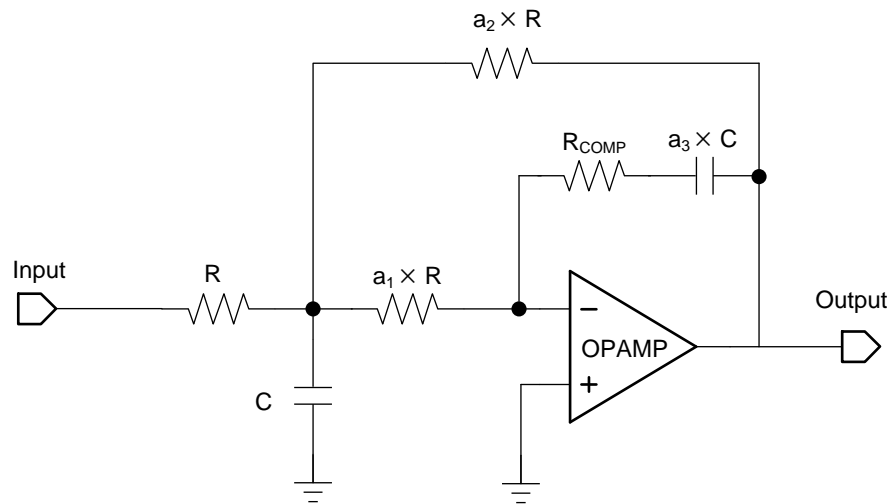 a₂ × R
R_COMP
a₃ × C
Input
R
a₁ × R
Output
OPAMP
C